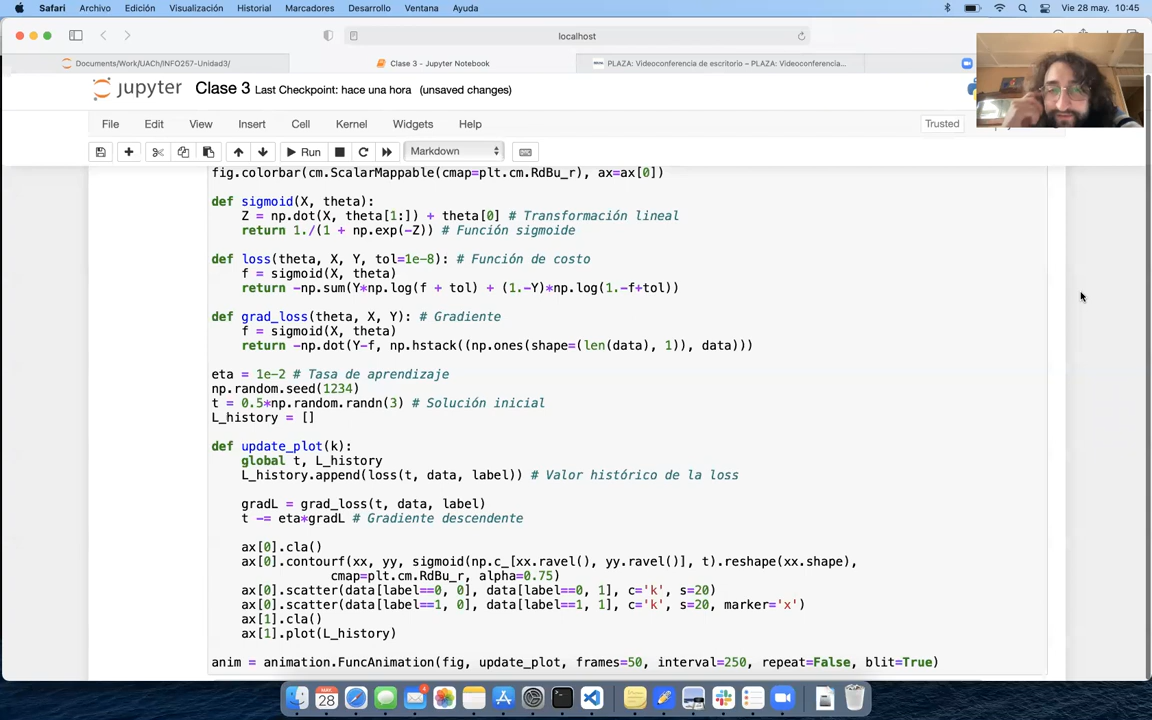 Safari Archivo Edición Visualización Historial Marcadores Desarrollo Ventana Ayuda Vie 28 may. 10:45
localhost
Documents/Work/UACh/INFO257-Unidad3/ Clase 3 - Jupyter Notebook PLAZA: Videoconferencia de escritorio – PLAZA: Videoconferencia...
jupyter Clase 3 Last Checkpoint: hace una hora (unsaved changes)
File Edit View Insert Cell Kernel Widgets Help Trusted
Run Markdown
fig.colorbar(cm.ScalarMappable(cmap=plt.cm.RdBu_r), ax=ax[0])
def sigmoid(X, theta):
Z = np.dot(X, theta[1:]) + theta[0] # Transformación lineal
return 1./(1 + np.exp(-Z)) # Función sigmoide
def loss(theta, X, Y, tol=1e-8): # Función de costo
f = sigmoid(X, theta)
return -np.sum(Y*np.log(f + tol) + (1.-Y)*np.log(1.-f+tol))
def grad_loss(theta, X, Y): # Gradiente
f = sigmoid(X, theta)
return -np.dot(Y-f, np.hstack((np.ones(shape=(len(data), 1)), data)))
eta = 1e-2 # Tasa de aprendizaje
np.random.seed(1234)
t = 0.5*np.random.randn(3) # Solución inicial
L_history = []
def update_plot(k):
global t, L_history
L_history.append(loss(t, data, label)) # Valor histórico de la loss
gradL = grad_loss(t, data, label)
t -= eta*gradL # Gradiente descendente
ax[0].cla()
ax[0].contourf(xx, yy, sigmoid(np.c_[xx.ravel(), yy.ravel()], t).reshape(xx.shape),
cmap=plt.cm.RdBu_r, alpha=0.75)
ax[0].scatter(data[label==0, 0], data[label==0, 1], c='k', s=20)
ax[0].scatter(data[label==1, 0], data[label==1, 1], c='k', s=20, marker='x')
ax[1].cla()
ax[1].plot(L_history)
anim = animation.FuncAnimation(fig, update_plot, frames=50, interval=250, repeat=False, blit=True)